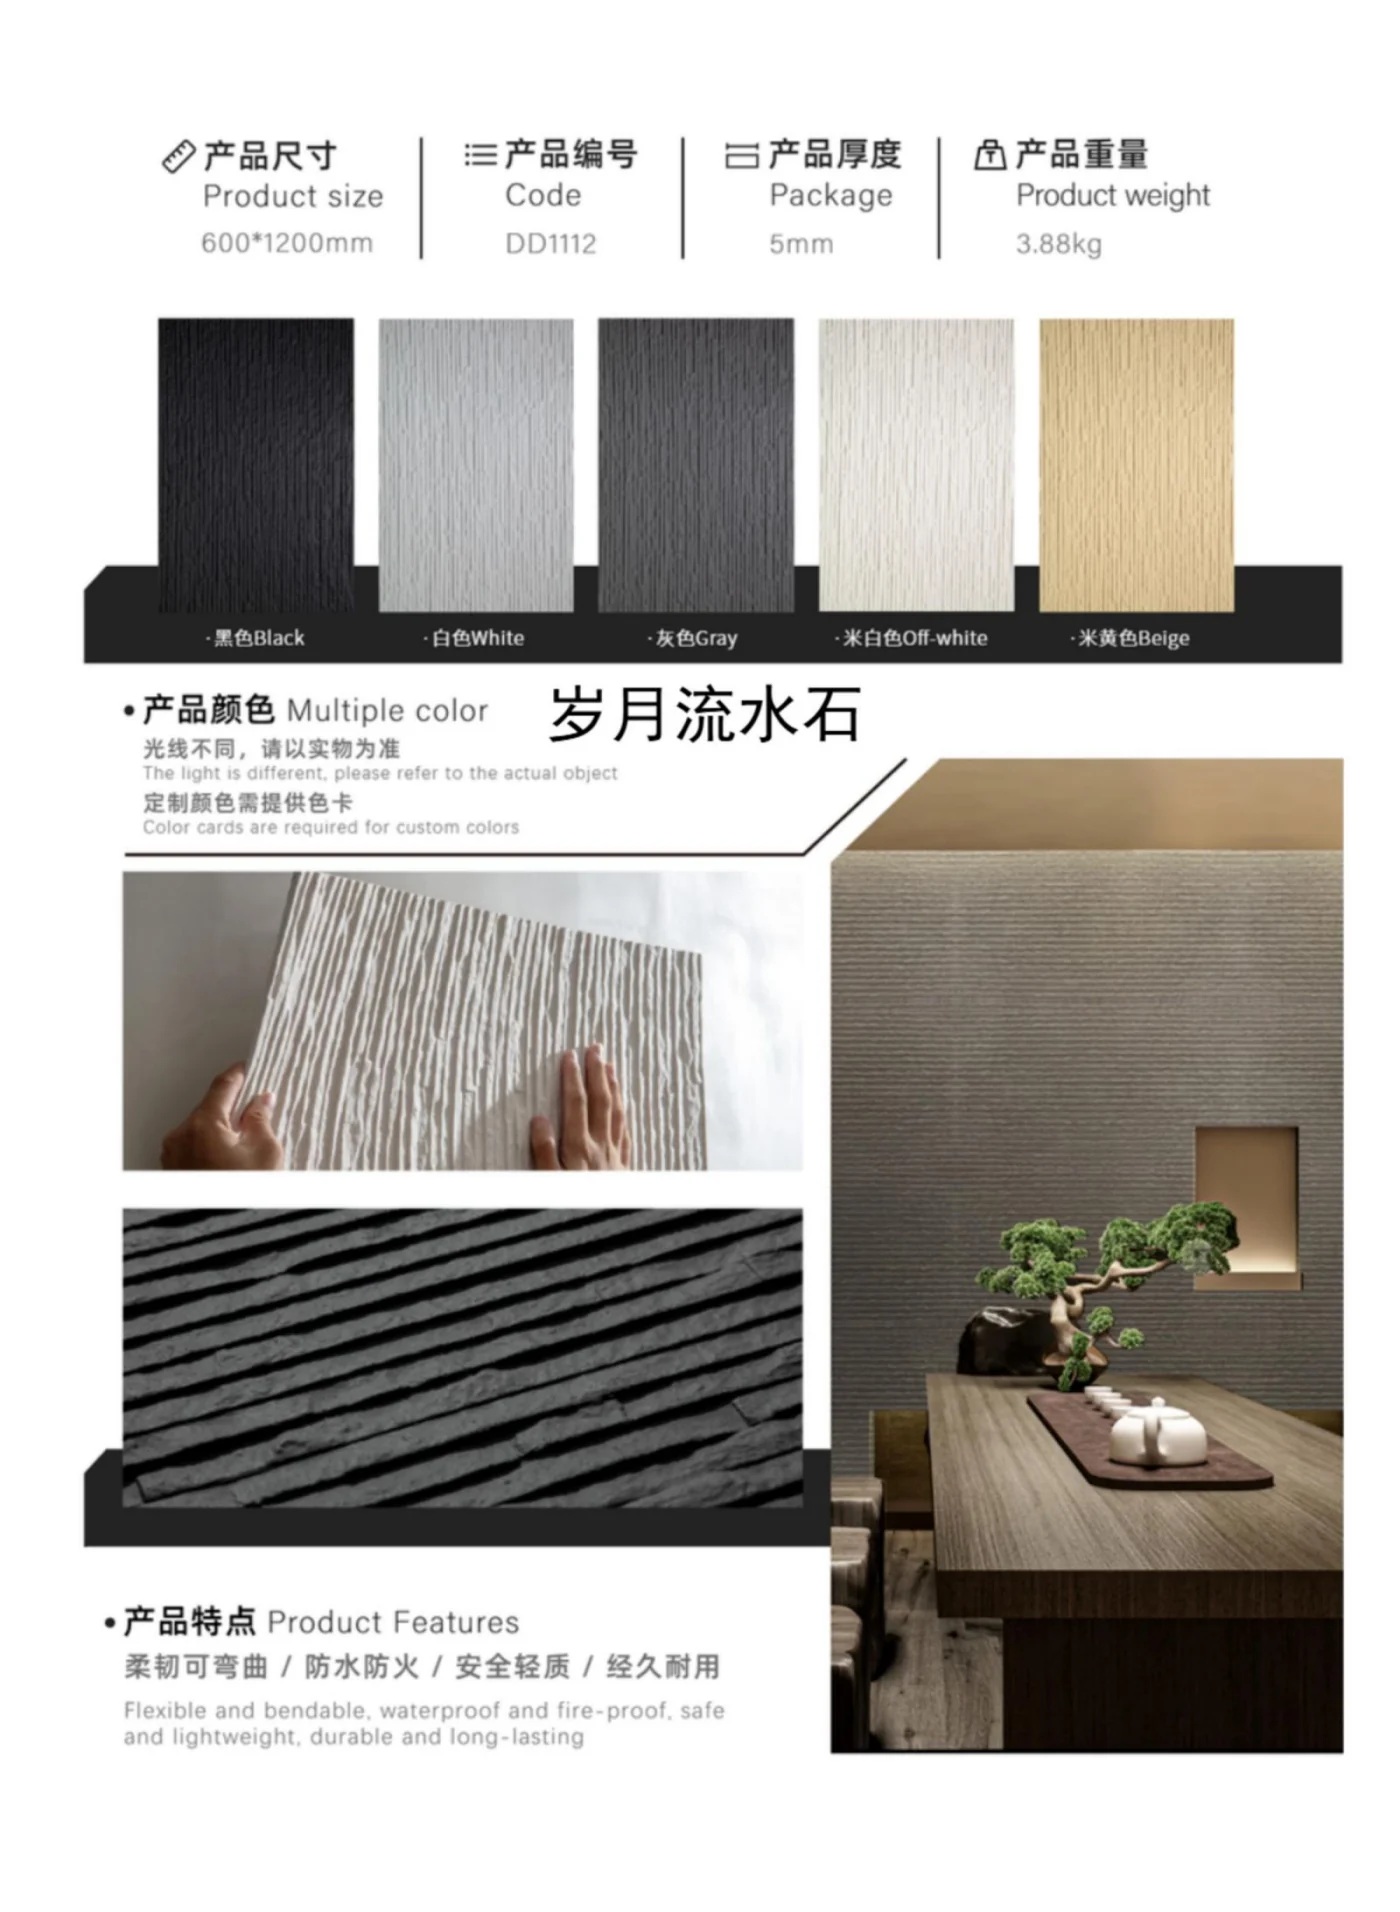 产品尺寸
Product size
600*1200mm
产品编号
Code
DD1112
产品厚度
Package
5mm
产品重量
Product weight
3.88kg
·黑色Black
·白色White
·灰色Gray
·米白色Off-white
·米黄色Beige
•产品颜色 Multiple color
岁月流水石
光线不同，请以实物为准
The light is different, please refer to the actual object
定制颜色需提供色卡
Color cards are required for custom colors
•产品特点 Product Features
柔韧可弯曲 / 防水防火 / 安全轻质 / 经久耐用
Flexible and bendable, waterproof and fire-proof, safe
and lightweight, durable and long-lasting